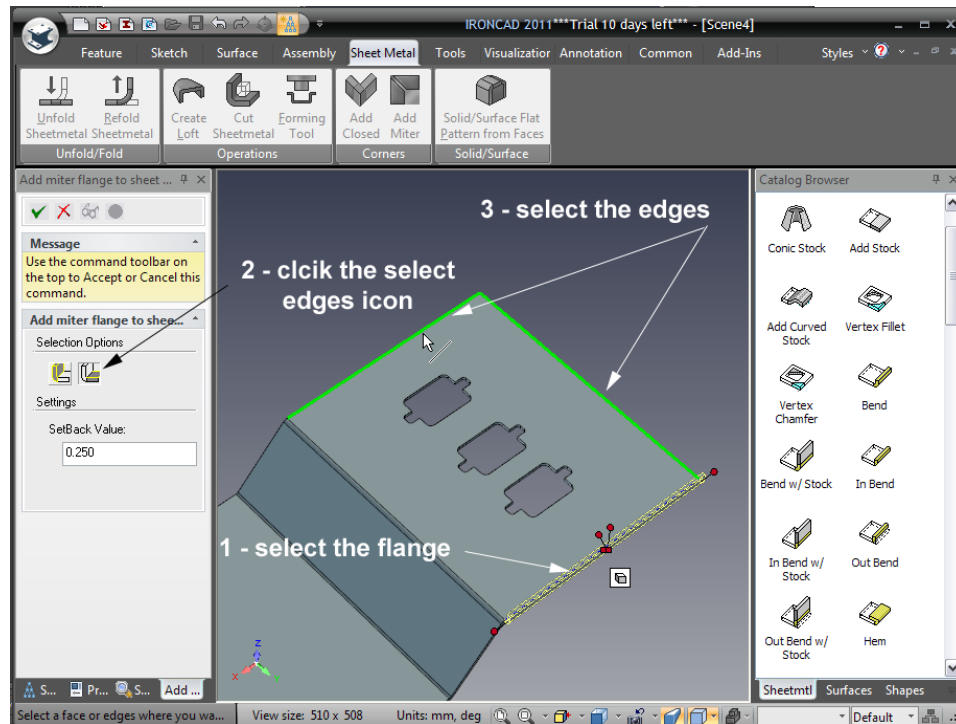 IRONCAD 2011***Trial 10 days left*** - [Scene4]
Feature Sketch Surface Assembly Sheet Metal Tools Visualizatior Annotation Common Add-Ins Styles
Unfold Sheetmetal
Refold Sheetmetal
Create Loft
Cut Sheetmetal
Forming Tool
Add Closed
Add Miter
Solid/Surface Flat Pattern from Faces
Unfold/Fold Operations Corners Solid/Surface
Add miter flange to sheet ...
Message
Use the command toolbar on
the top to Accept or Cancel this
command.
Add miter flange to shee...
Selection Options
Settings
SetBack Value:
0.250
3 - select the edges
2 - clcik the select
edges icon
1 - select the flange
z
x
Catalog Browser
Conic Stock
Add Stock
Add Curved
Stock
Vertex Fillet
Vertex
Chamfer
Bend
Bend w/ Stock
In Bend
In Bend w/
Stock
Out Bend
Out Bend w/
Stock
Hem
S... Pr... S... Add ...
Sheetmtl Surfaces Shapes
Select a face or edges where you wa... View size: 510 x 508 Units: mm, deg Default